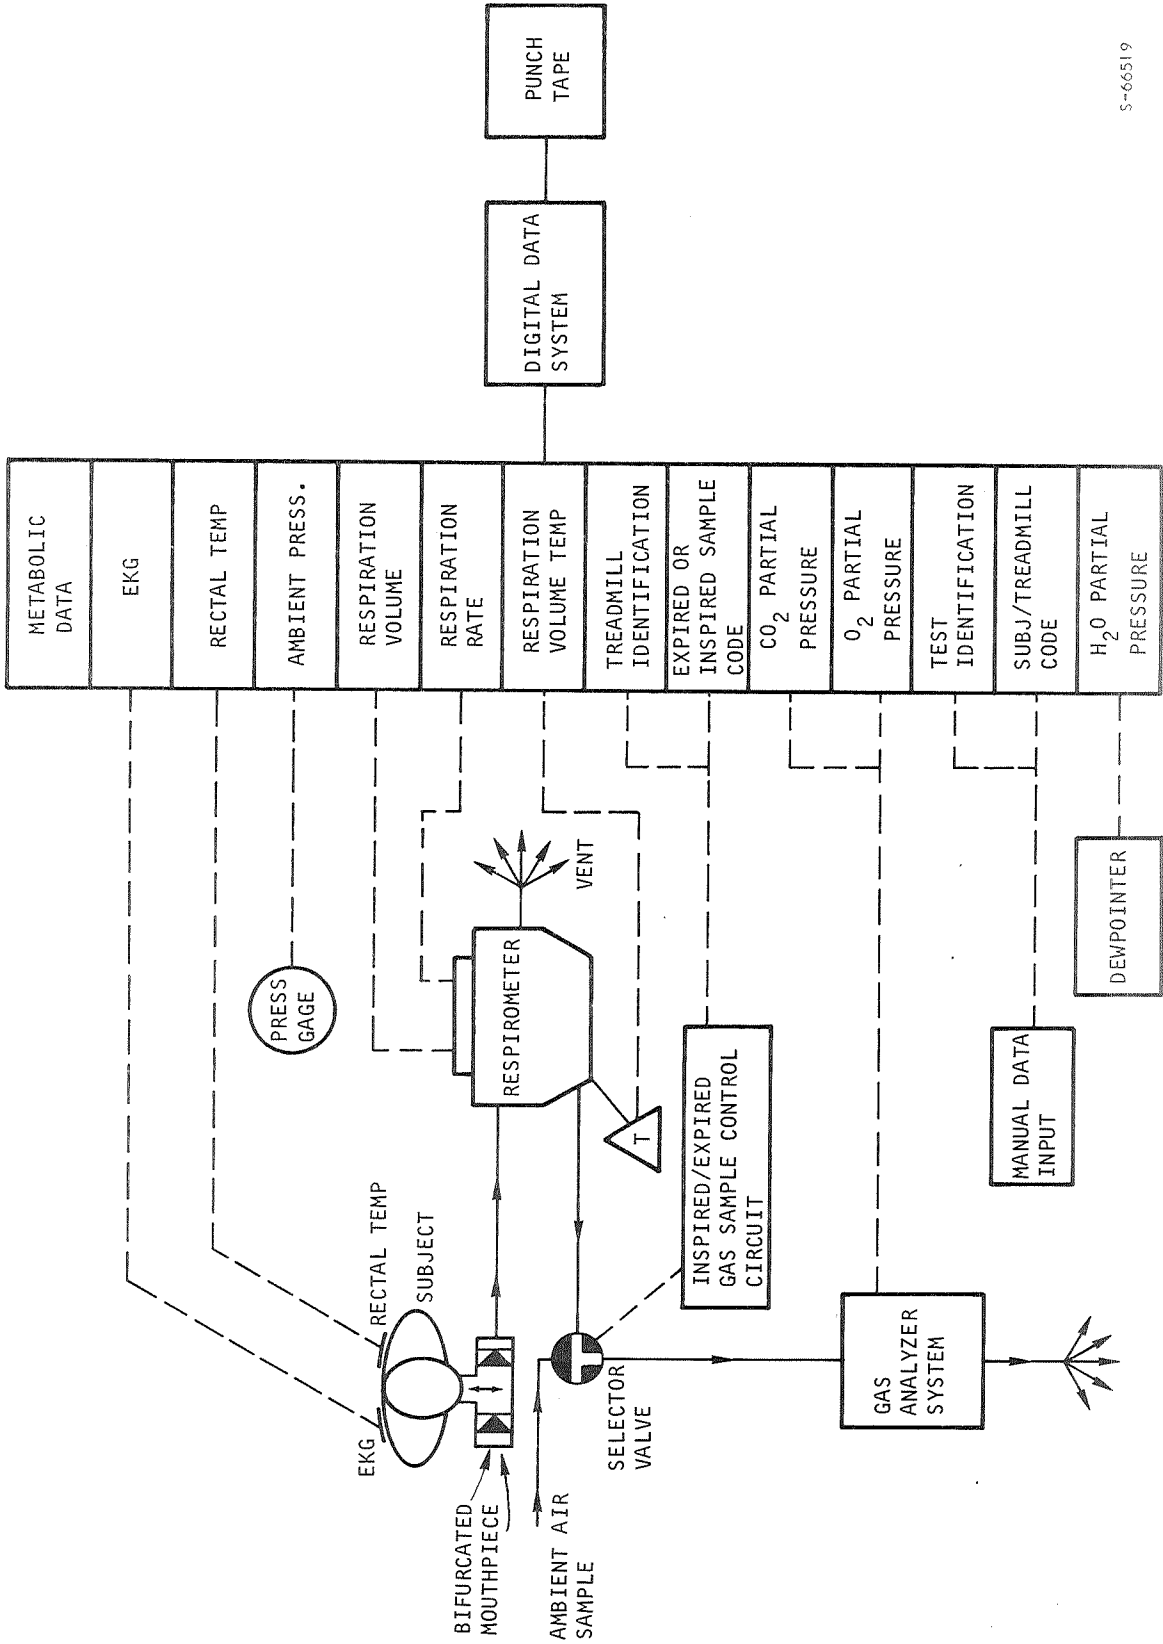 PUNCH
TAPE
DIGITAL DATA
SYSTEM
METABOLIC
DATA
EKG
RECTAL TEMP
AMBIENT PRESS.
RESPIRATION
VOLUME
RESPIRATION
RATE
RESPIRATION
VOLUME TEMP
TREADMILL
IDENTIFICATION
EXPIRED OR
INSPIRED SAMPLE
CODE
CO2 PARTIAL
PRESSURE
O2 PARTIAL
PRESSURE
TEST
IDENTIFICATION
SUBJ/TREADMILL
CODE
H2O PARTIAL
PRESSURE
PRESS
GAGE
RESPIROMETER
VENT
T
INSPIRED/EXPIRED
GAS SAMPLE CONTROL
CIRCUIT
DEWPOINTER
MANUAL DATA
INPUT
RECTAL TEMP
SUBJECT
EKG
BIFURCATED
MOUTHPIECE
SELECTOR
VALVE
AMBIENT AIR
SAMPLE
GAS
ANALYZER
SYSTEM
S-66519